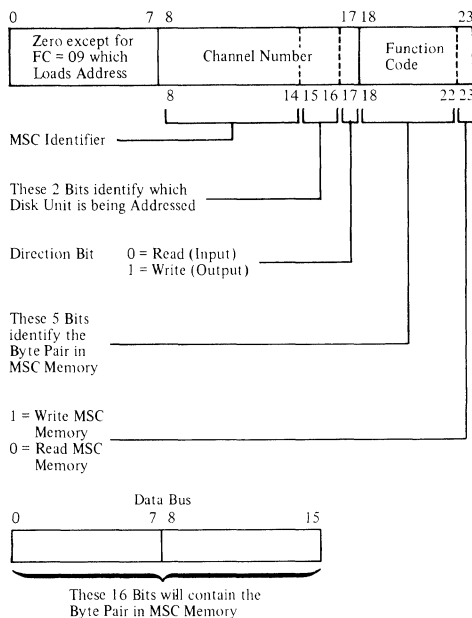 0 7 8 17 18 23
Zero except for
FC = 09 which
Loads Address
Channel Number
Function
Code
8 14 15 16 17 18 22 23
MSC Identifier
These 2 Bits identify which
Disk Unit is being Addressed
Direction Bit 0 = Read (Input)
1 = Write (Output)
These 5 Bits
identify the
Byte Pair in
MSC Memory
1 = Write MSC
Memory
0 = Read MSC
Memory
Data Bus
0 7 8 15
These 16 Bits will contain the
Byte Pair in MSC Memory